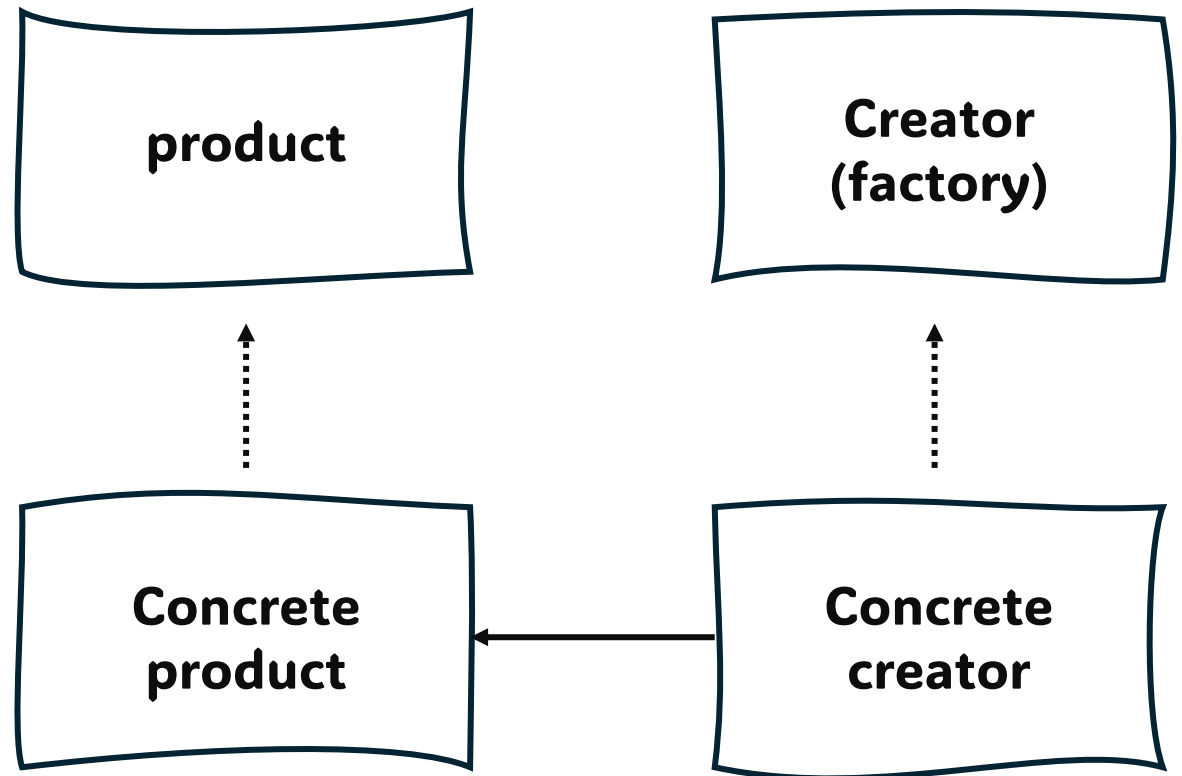 product
Creator
(factory)
Concrete
product
Concrete
creator